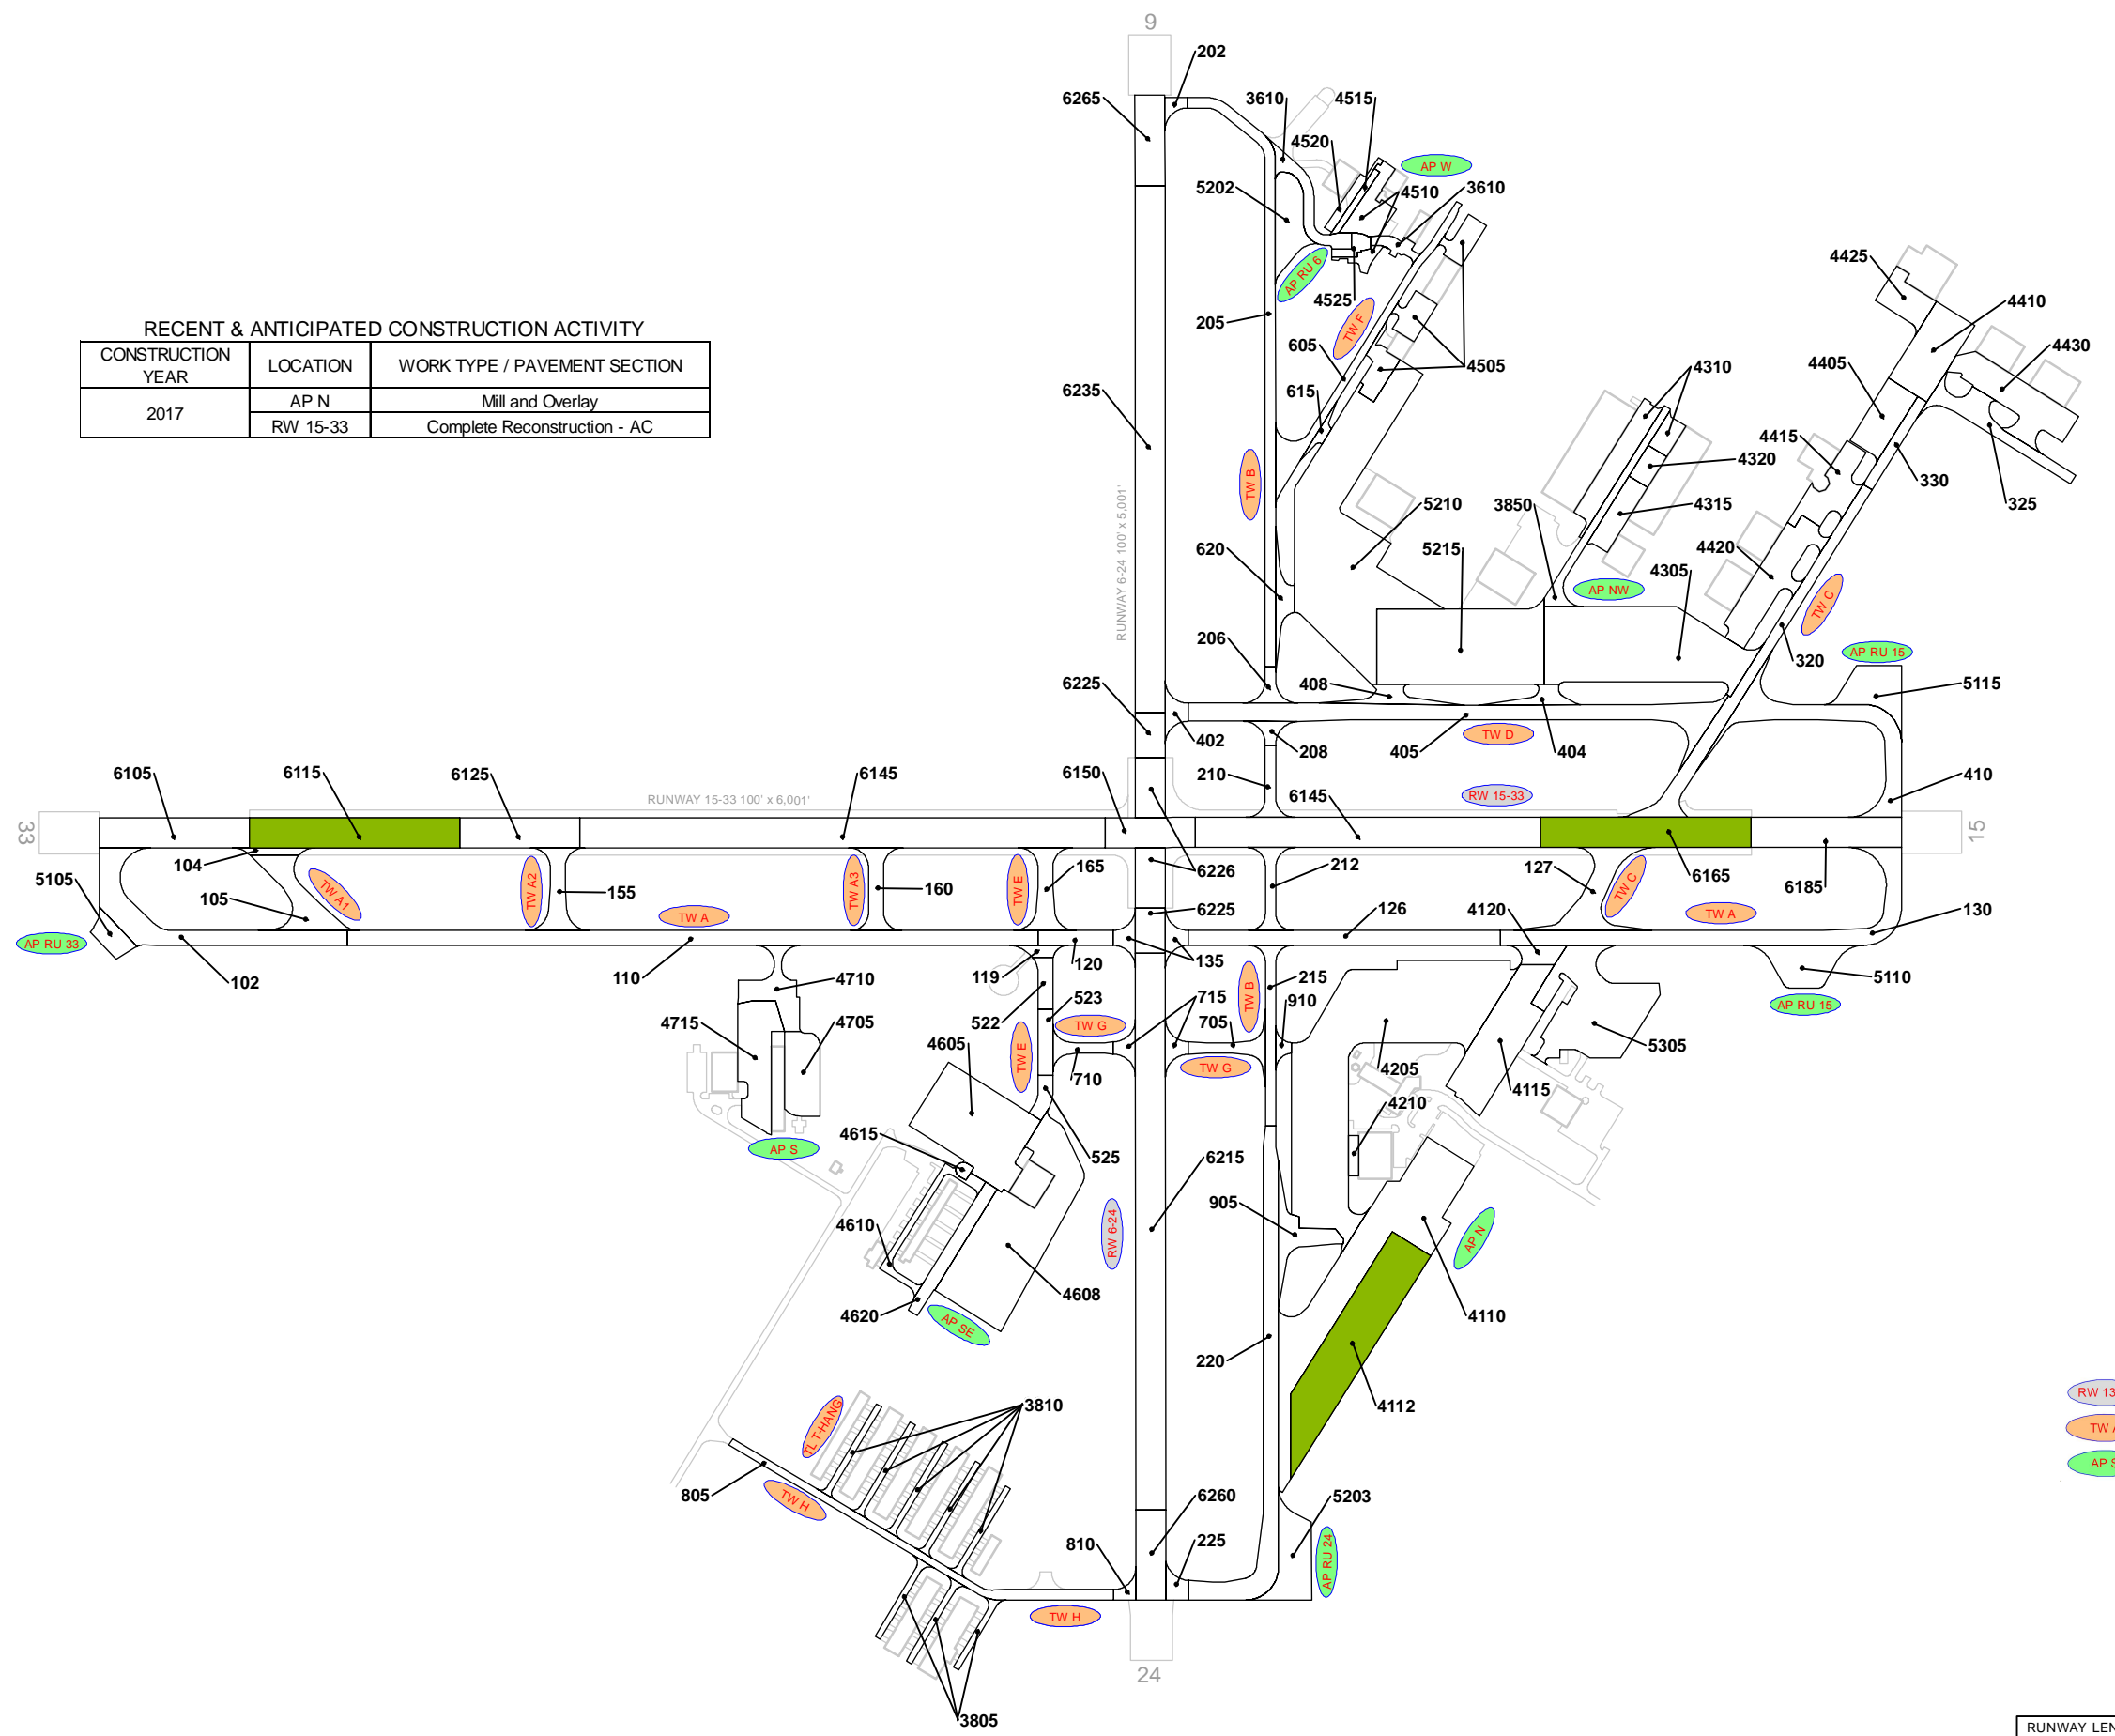 9
202
6265
3610
4515
4520
AP W
5202
4510
3610
4425
AP RU 6
4525
4410
RECENT & ANTICIPATED CONSTRUCTION ACTIVITY
CONSTRUCTION YEAR
LOCATION
WORK TYPE / PAVEMENT SECTION
2017
AP N
Mill and Overlay
RW 15-33
Complete Reconstruction - AC
205
TW F
605
4430
4505
4310
4405
6235
615
4415
4320
TW B
330
RUNWAY 6-24 100' x 5,001'
5210
3850
4315
325
620
5215
4420
4305
AP NW
TW C
206
AP RU 15
320
6225
408
5115
402
208
TW D
405
404
6105
6115
6125
6145
6150
210
RUNWAY 15-33 100' x 6,001'
RW 15-33
6145
410
33
15
104
165
6226
212
127
TW C
6165
6185
5105
TW A1
TW A2
155
TW A3
160
TW E
105
TW A
6225
126
4120
TW A
130
AP RU 33
102
110
119
120
135
4710
TW B
215
910
5110
AP RU 15
4715
4705
522
523
TW G
715
705
4605
TW E
5305
710
TW G
4205
4115
4210
4615
AP S
525
6215
905
4610
RW 6-24
AP N
4620
4608
AP SE
4110
220
TL T-HANG
3810
4112
RW 13
TW
AP S
805
TW H
6260
5203
810
225
AP RU 24
TW H
24
3805
RUNWAY LEN